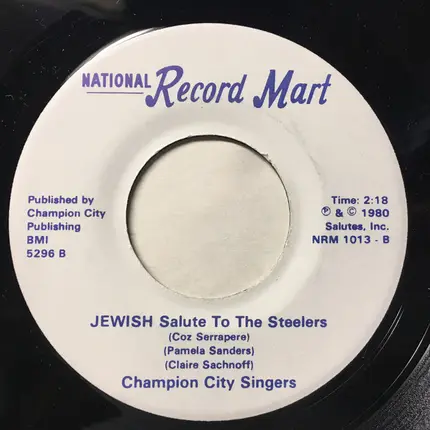 NATIONAL Record Mart
Published by
Champion City
Publishing
BMI
5296 B
Time: 2:18
℗ & © 1980
Salutes, Inc.
NRM 1013 - B
JEWISH Salute To The Steelers
(Coz Serrapere)
(Pamela Sanders)
(Claire Sachnoff)
Champion City Singers